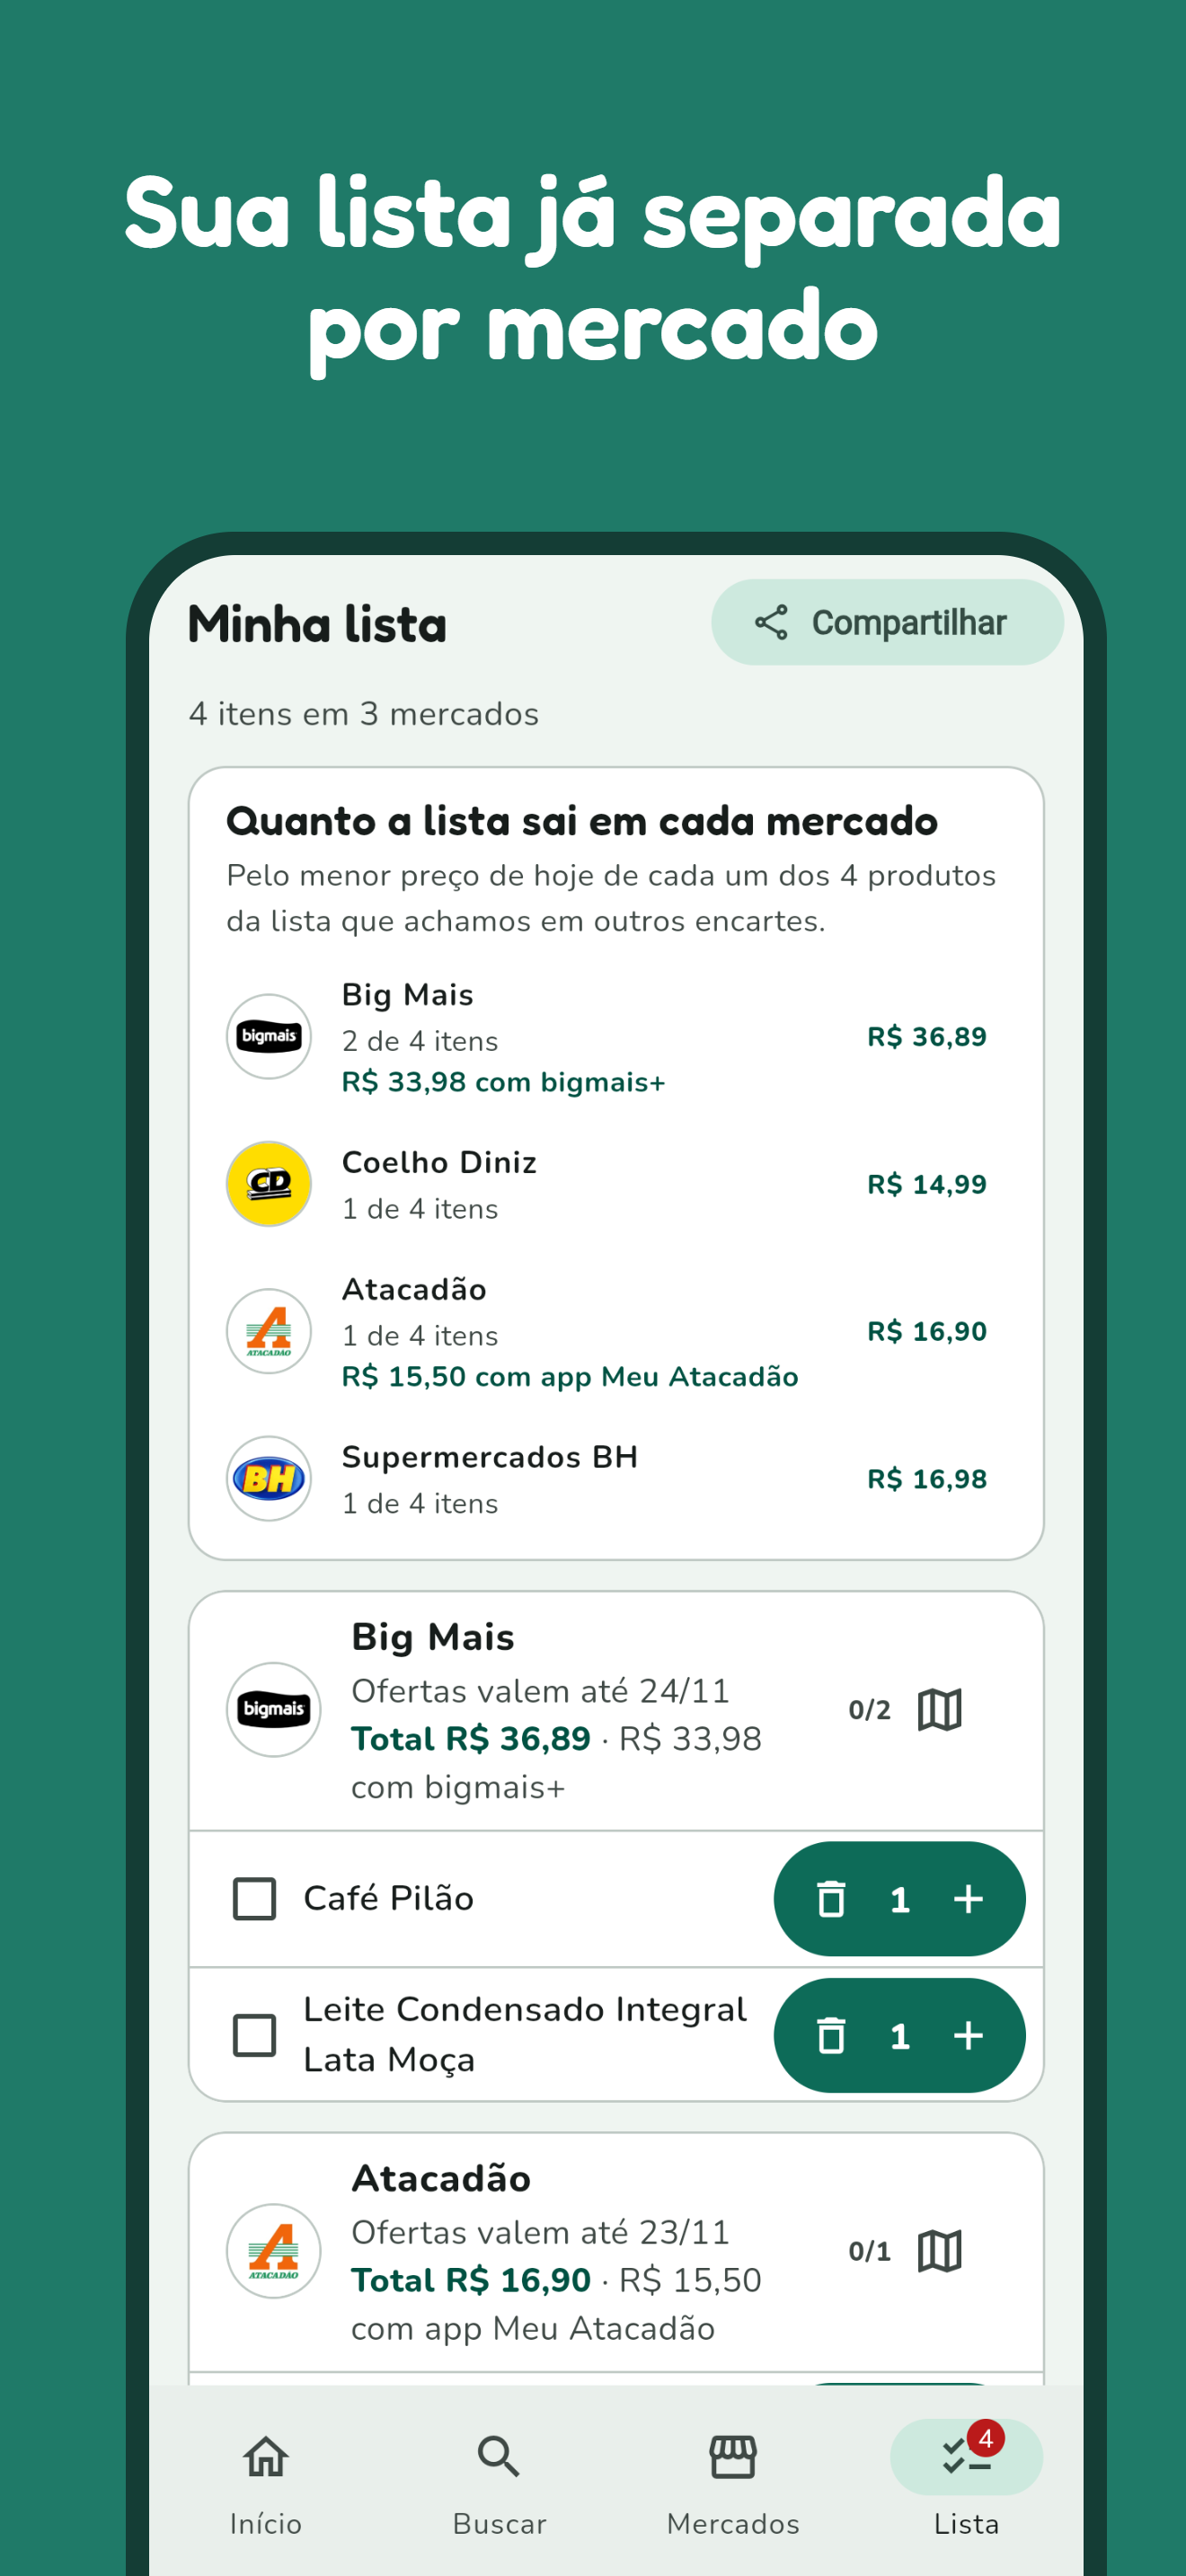 Sua lista já separada
por mercado
Minha lista
Compartilhar
4 itens em 3 mercados
Quanto a lista sai em cada mercado
Pelo menor preço de hoje de cada um dos 4 produtos
da lista que achamos em outros encartes.
bigmais
Big Mais
2 de 4 itens
R$ 33,98 com bigmais+
R$ 36,89
CD
Coelho Diniz
1 de 4 itens
R$ 14,99
A
ATACADÃO
Atacadão
1 de 4 itens
R$ 15,50 com app Meu Atacadão
R$ 16,90
BH
Supermercados BH
1 de 4 itens
R$ 16,98
bigmais
Big Mais
Ofertas valem até 24/11
Total R$ 36,89 · R$ 33,98
com bigmais+
0/2
Café Pilão
1 +
Leite Condensado Integral
Lata Moça
1 +
A
ATACADÃO
Atacadão
Ofertas valem até 23/11
Total R$ 16,90 · R$ 15,50
com app Meu Atacadão
0/1
4
Início
Buscar
Mercados
Lista